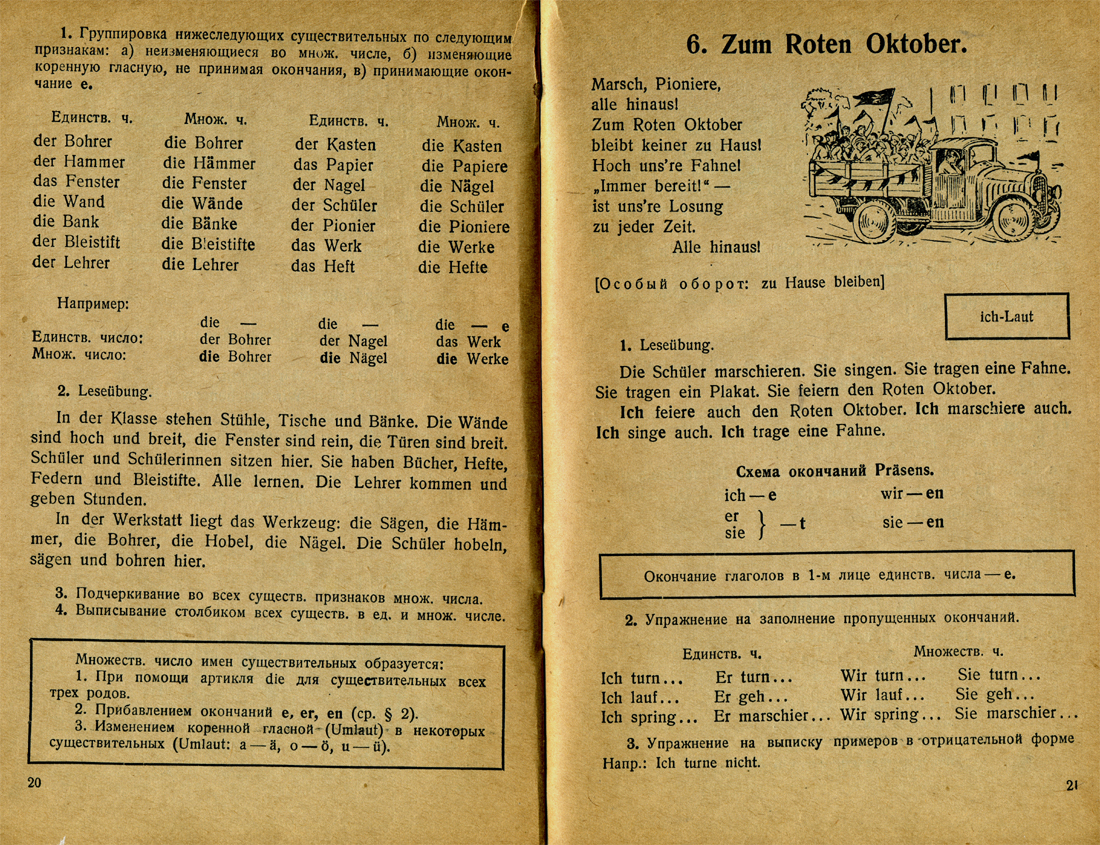 1. Группировка нижеследующих существительных по следующим
признакам: а) неизменяющиеся во множ. числе, б) изменяющие
коренную гласную, не принимая окончания, в) принимающие окон-
чание е.
Единств. ч. Множ. ч. Единств. ч. Множ. ч.
der Bohrer die Bohrer der Kasten die Kasten
der Hammer die Hämmer das Papier die Papiere
das Fenster die Fenster der Nagel die Nägel
die Wand die Wände der Schüler die Schüler
die Bank die Bänke der Pionier die Pioniere
der Bleistift die Bleistifte das Werk die Werke
der Lehrer die Lehrer das Heft die Hefte
Например:
die — die — die — e
Единств. число: der Bohrer der Nagel das Werk
Множ. число: die Bohrer die Nägel die Werke
2. Leseübung.
In der Klasse stehen Stühle, Tische und Bänke. Die Wände
sind hoch und breit, die Fenster sind rein, die Türen sind breit.
Schüler und Schülerinnen sitzen hier. Sie haben Bücher, Hefte,
Federn und Bleistifte. Alle lernen. Die Lehrer kommen und
geben Stunden.
In der Werkstatt liegt das Werkzeug: die Sägen, die Häm-
mer, die Bohrer, die Hobel, die Nägel. Die Schüler hobeln,
sägen und bohren hier.
3. Подчеркивание во всех существ. признаков множ. числа.
4. Выписывание столбиком всех существ. в ед. и множ. числе.
Множеств. число имен существительных образуется:
1. При помощи артикля die для существительных всех
трех родов.
2. Прибавлением окончаний e, er, en (ср. § 2).
3. Изменением коренной гласной (Umlaut) в некоторых
существительных (Umlaut: a — ä, o — ö, u — ü).
20
6. Zum Roten Oktober.
Marsch, Pioniere,
alle hinaus!
Zum Roten Oktober
bleibt keiner zu Haus!
Hoch uns're Fahne!
„Immer bereit!“ —
ist uns're Losung
zu jeder Zeit.
Alle hinaus!
[Особый оборот: zu Hause bleiben]
ich-Laut
1. Leseübung.
Die Schüler marschieren. Sie singen. Sie tragen eine Fahne.
Sie tragen ein Plakat. Sie feiern den Roten Oktober.
Ich feiere auch den Roten Oktober. Ich marschiere auch.
Ich singe auch. Ich trage eine Fahne.
Схема окончаний Präsens.
ich — e wir — en
er
sie } — t sie — en
Окончание глаголов в 1-м лице единств. числа — е.
2. Упражнение на заполнение пропущенных окончаний.
Единств. ч. Множеств. ч.
Ich turn... Er turn... Wir turn... Sie turn...
Ich lauf... Er geh... Wir lauf... Sie geh...
Ich spring... Er marschier... Wir spring... Sie marschier...
3. Упражнение на выписку примеров в отрицательной форме
Напр.: Ich turne nicht.
21